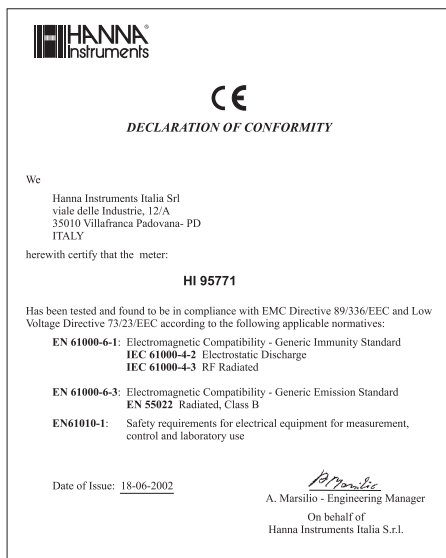 HANNA®
instruments
CE
DECLARATION OF CONFORMITY
We
Hanna Instruments Italia Srl
viale delle Industrie, 12/A
35010 Villafranca Padovana- PD
ITALY
herewith certify that the meter:
HI 95771
Has been tested and found to be in compliance with EMC Directive 89/336/EEC and Low
Voltage Directive 73/23/EEC according to the following applicable normatives:
EN 61000-6-1: Electromagnetic Compatibility - Generic Immunity Standard
IEC 61000-4-2 Electrostatic Discharge
IEC 61000-4-3 RF Radiated
EN 61000-6-3: Electromagnetic Compatibility - Generic Emission Standard
EN 55022 Radiated, Class B
EN61010-1: Safety requirements for electrical equipment for measurement,
control and laboratory use
Date of Issue: 18-06-2002
A. Marsilio
A. Marsilio - Engineering Manager
On behalf of
Hanna Instruments Italia S.r.l.